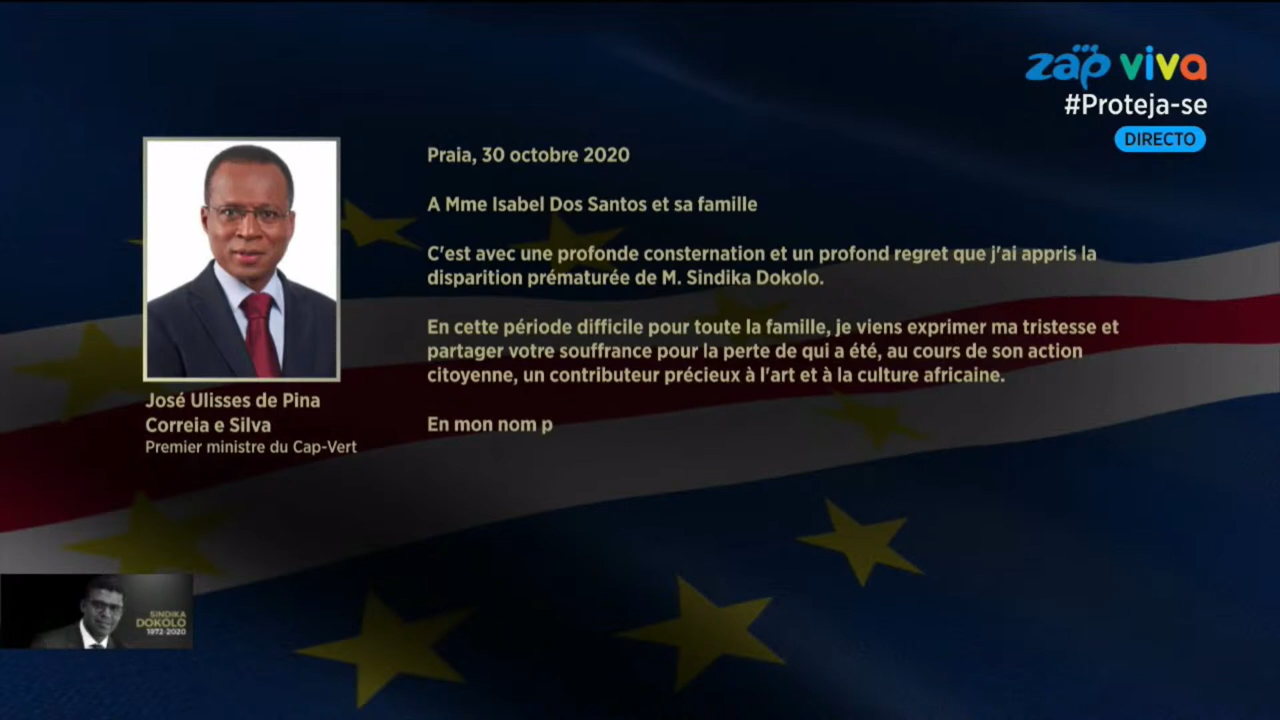 zap viva
#Proteja-se
DIRECTO
Praia, 30 octobre 2020
A Mme Isabel Dos Santos et sa famille
C'est avec une profonde consternation et un profond regret que j'ai appris la
disparition prématurée de M. Sindika Dokolo.
En cette période difficile pour toute la famille, je viens exprimer ma tristesse et
partager votre souffrance pour la perte de qui a été, au cours de son action
citoyenne, un contributeur précieux à l'art et à la culture africaine.
En mon nom p
José Ulisses de Pina
Correia e Silva
Premier ministre du Cap-Vert
SINDIKA
DOKOLO
1972-2020